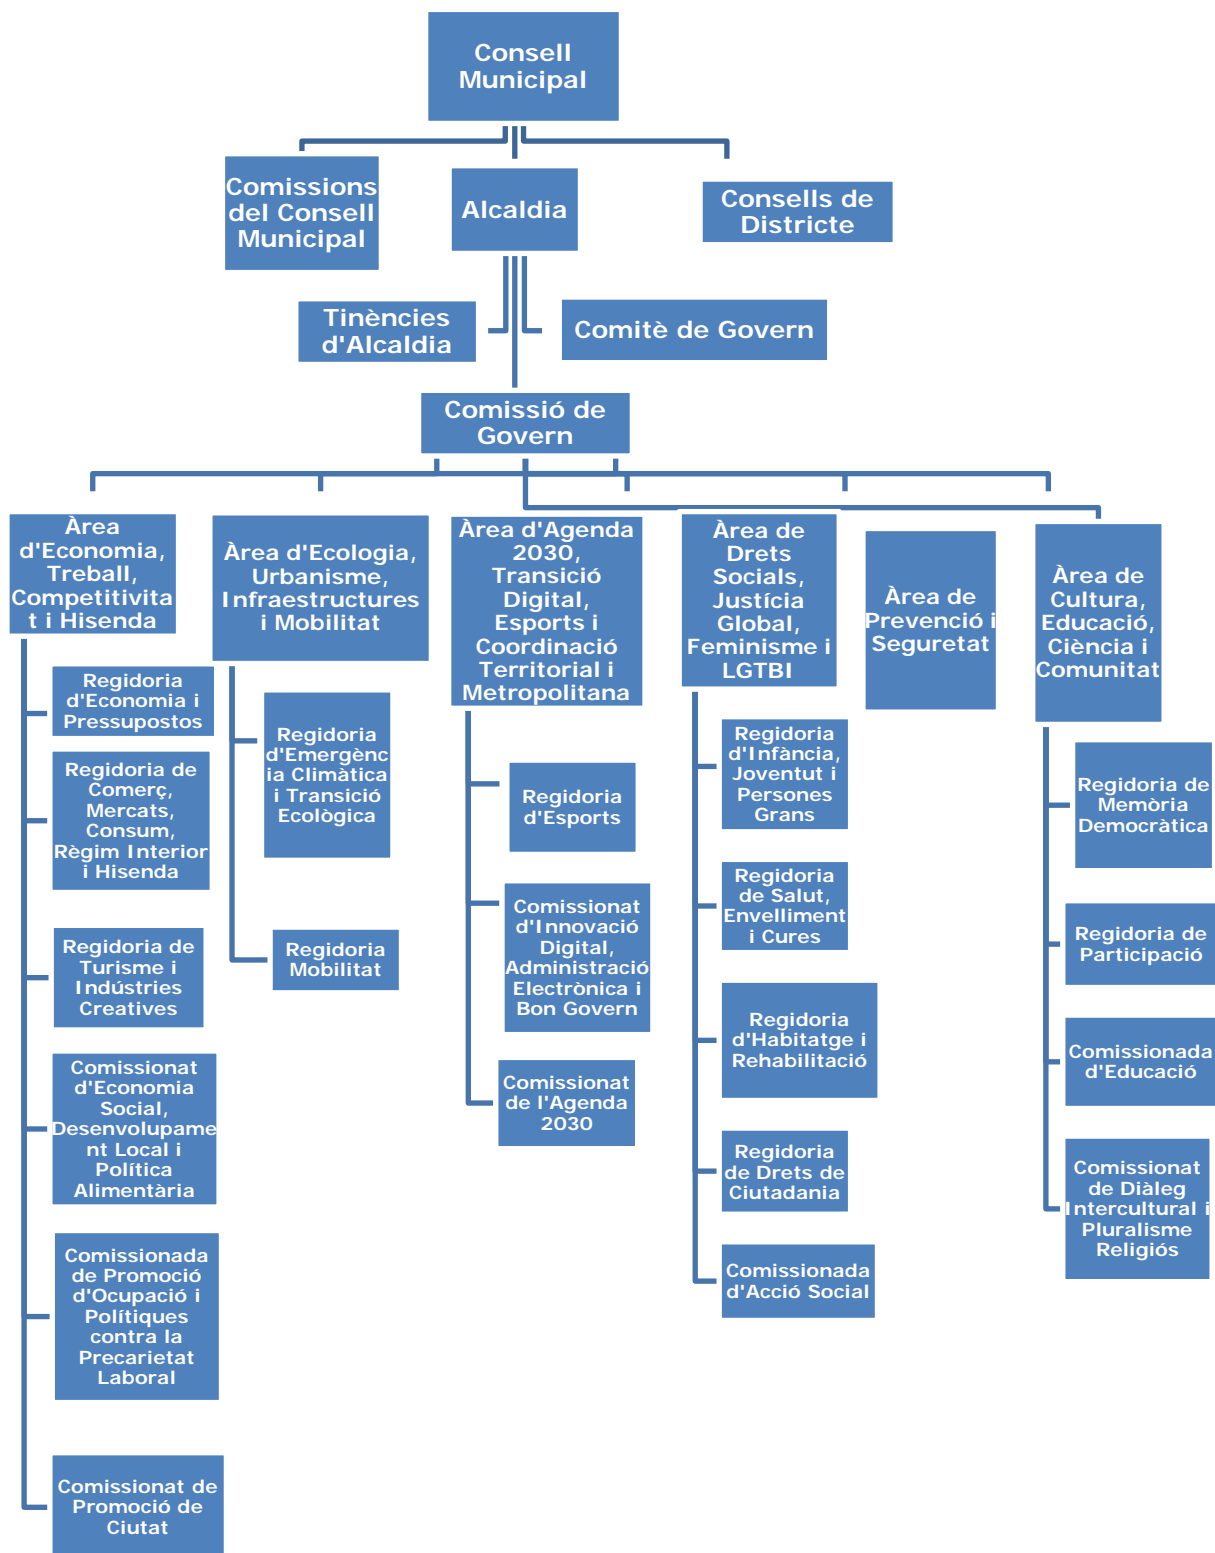 Consell
Municipal
Comissions
del Consell
Municipal
Alcaldia
Consells de
Districte
Tinències
d'Alcaldia
Comitè de Govern
Comissió de
Govern
Àrea
d'Economia,
Treball,
Competitivita
t i Hisenda
Regidoria
d'Economia i
Pressupostos
Regidoria de
Comerç,
Mercats,
Consum,
Règim Interior
i Hisenda
Regidoria de
Turisme i
Indústries
Creatives
Comissionat
d'Economia
Social,
Desenvolupame
nt Local i
Política
Alimentària
Comissionada
de Promoció
d'Ocupació i
Polítiques
contra la
Precarietat
Laboral
Comissionat de
Promoció de
Ciutat
Àrea d'Ecologia,
Urbanisme,
Infraestructures
i Mobilitat
Regidoria
d'Emergènc
ia Climàtica
i Transició
Ecològica
Regidoria
Mobilitat
Àrea d'Agenda
2030,
Transició
Digital,
Esports i
Coordinació
Territorial i
Metropolitana
Regidoria
d'Esports
Comissionat
d'Innovació
Digital,
Administració
Electrònica i
Bon Govern
Comissionat
de l'Agenda
2030
Àrea de
Drets
Socials,
Justícia
Global,
Feminisme i
LGTBI
Regidoria
d'Infància,
Joventut i
Persones
Grans
Regidoria
de Salut,
Envelliment
i Cures
Regidoria
d'Habitatge i
Rehabilitació
Regidoria
de Drets de
Ciutadania
Comissionada
d'Acció Social
Àrea de
Prevenció i
Seguretat
Àrea de
Cultura,
Educació,
Ciència i
Comunitat
Regidoria de
Memòria
Democràtica
Regidoria de
Participació
Comissionada
d'Educació
Comissionat
de Diàleg
Intercultural i
Pluralisme
Religiós